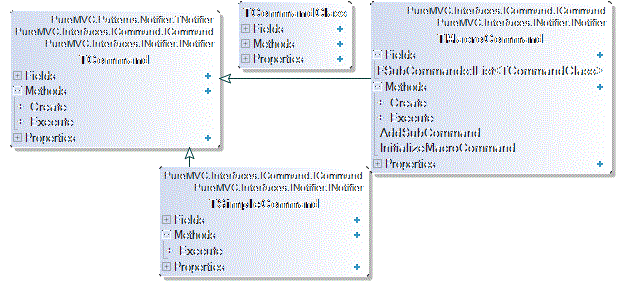 PureMVC.Patterns.Notifier.TNotifier
PureMVC.Interfaces.ICommand.ICommand
PureMVC.Interfaces.INotifier.INotifier
TCommand
Fields
Methods
Create
Execute
Properties
TCommandClass
Fields
Methods
Properties
PureMVC.Interfaces.ICommand.ICommand
PureMVC.Interfaces.INotifier.INotifier
TMacroCommand
Fields
FSubCommands:IList<TCommandClass>
Methods
Create
Execute
AddSubCommand
InitializeMacroCommand
Properties
PureMVC.Interfaces.ICommand.ICommand
PureMVC.Interfaces.INotifier.INotifier
TSimpleCommand
Fields
Methods
Execute
Properties